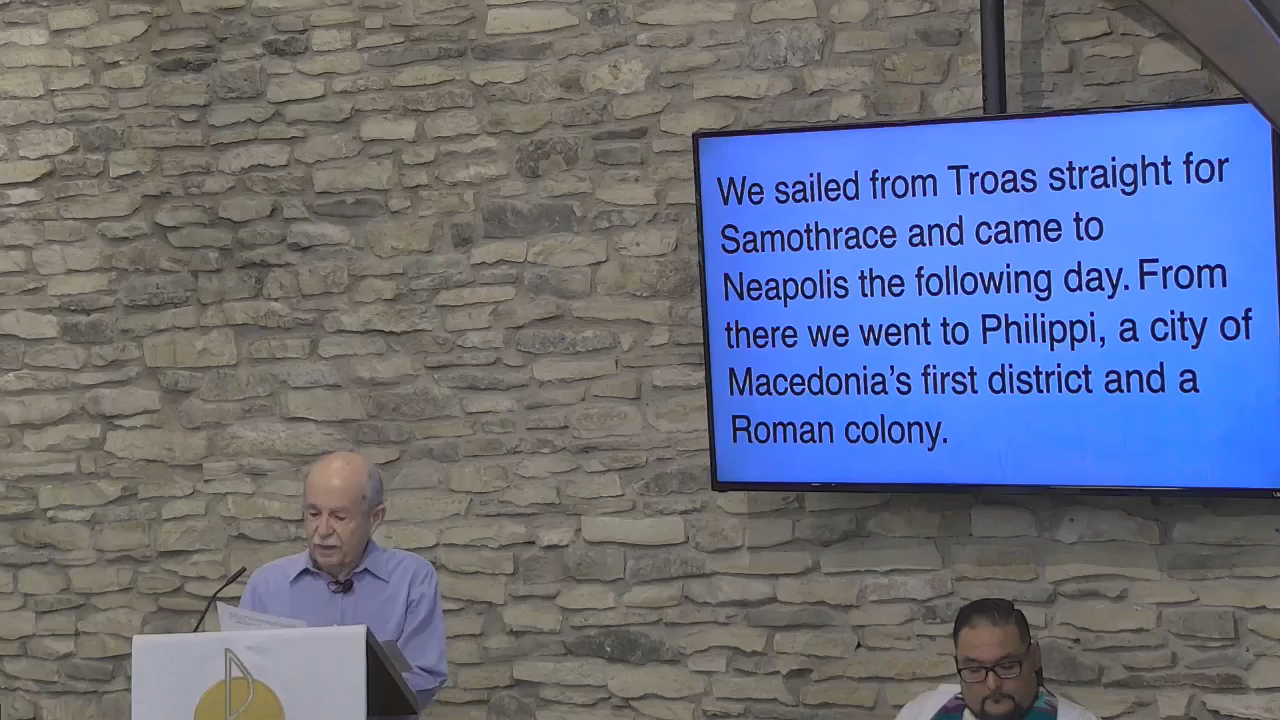 We sailed from Troas straight for
Samothrace and came to
Neapolis the following day. From
there we went to Philippi, a city of
Macedonia’s first district and a
Roman colony.